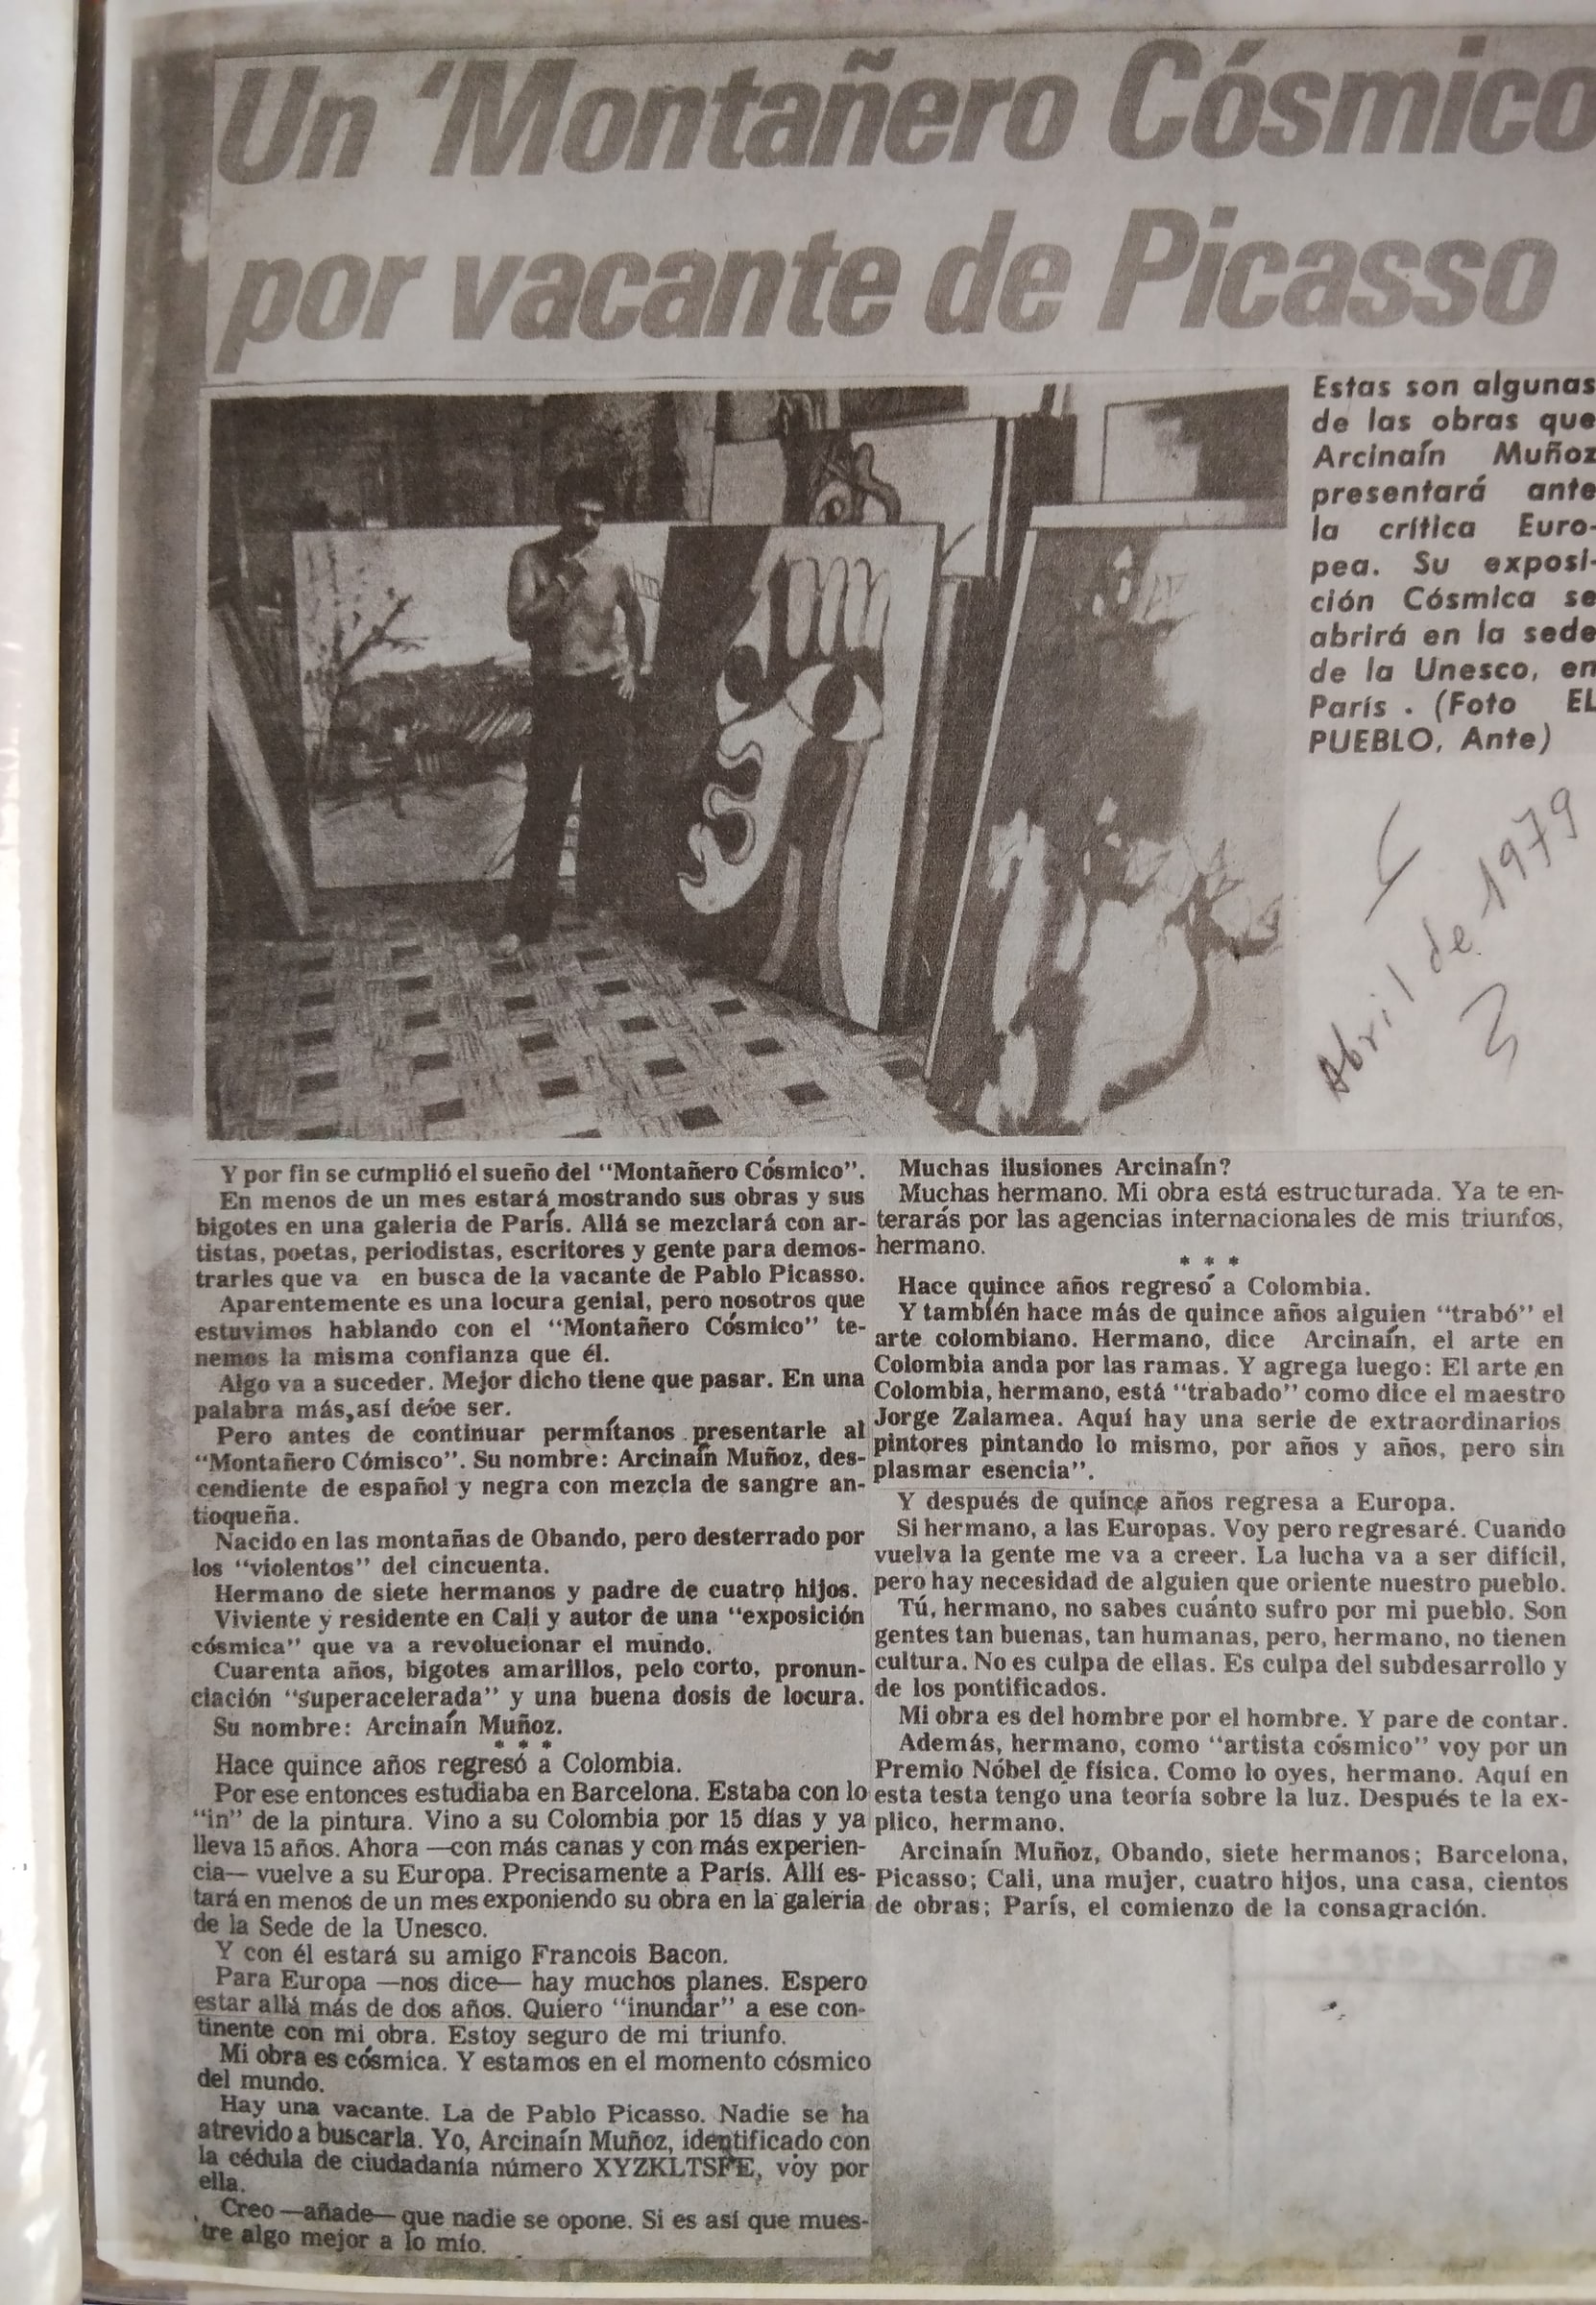 Un ‘Montañero Cósmico
por vacante de Picasso
Estas son algunas
de las obras que
Arcinaín Muñoz
presentará ante
la crítica Euro-
pea. Su exposi-
ción Cósmica se
abrirá en la sede
de la Unesco, en
París . (Foto EL
PUEBLO, Ante)
Abril de 1979
Y por fin se cumplió el sueño del “Montañero Cósmico”.
En menos de un mes estará mostrando sus obras y sus
bigotes en una galeria de París. Allá se mezclará con ar-
tistas, poetas, periodistas, escritores y gente para demos-
trarles que va en busca de la vacante de Pablo Picasso.
Aparentemente es una locura genial, pero nosotros que
estuvimos hablando con el “Montañero Cósmico” te-
nemos la misma confianza que él.
Algo va a suceder. Mejor dicho tiene que pasar. En una
palabra más, así debe ser.
Pero antes de continuar permítanos presentarle al
“Montañero Cómisco”. Su nombre: Arcinaín Muñoz, des-
cendiente de español y negra con mezcla de sangre an-
tioqueña.
Nacido en las montañas de Obando, pero desterrado por
los “violentos” del cincuenta.
Hermano de siete hermanos y padre de cuatro hijos.
Viviente y residente en Cali y autor de una “exposición
cósmica” que va a revolucionar el mundo.
Cuarenta años, bigotes amarillos, pelo corto, pronun-
ciación “superacelerada” y una buena dosis de locura.
Su nombre: Arcinaín Muñoz.
* * *
Hace quince años regresó a Colombia.
Por ese entonces estudiaba en Barcelona. Estaba con lo
“in” de la pintura. Vino a su Colombia por 15 días y ya
lleva 15 años. Ahora —con más canas y con más experien-
cia— vuelve a su Europa. Precisamente a París. Allí es-
tará en menos de un mes exponiendo su obra en la galeria
de la Sede de la Unesco.
Y con él estará su amigo Francois Bacon.
Para Europa —nos dice— hay muchos planes. Espero
estar allá más de dos años. Quiero “inundar” a ese con-
tinente con mi obra. Estoy seguro de mi triunfo.
Mi obra es cósmica. Y estamos en el momento cósmico
del mundo.
Hay una vacante. La de Pablo Picasso. Nadie se ha
atrevido a buscarla. Yo, Arcinaín Muñoz, identificado con
la cédula de ciudadanía número XYZKLTSFE, voy por
ella.
Creo —añade— que nadie se opone. Si es así que mues-
tre algo mejor a lo mío.
Muchas ilusiones Arcinaín?
Muchas hermano. Mi obra está estructurada. Ya te en-
terarás por las agencias internacionales de mis triunfos,
hermano.
* * *
Hace quince años regresó a Colombia.
Y también hace más de quince años alguien “trabó” el
arte colombiano. Hermano, dice Arcinaín, el arte en
Colombia anda por las ramas. Y agrega luego: El arte en
Colombia, hermano, está “trabado” como dice el maestro
Jorge Zalamea. Aquí hay una serie de extraordinarios
pintores pintando lo mismo, por años y años, pero sin
plasmar esencia”.
Y después de quince años regresa a Europa.
Si hermano, a las Europas. Voy pero regresaré. Cuando
vuelva la gente me va a creer. La lucha va a ser difícil,
pero hay necesidad de alguien que oriente nuestro pueblo.
Tú, hermano, no sabes cuánto sufro por mi pueblo. Son
gentes tan buenas, tan humanas, pero, hermano, no tienen
cultura. No es culpa de ellas. Es culpa del subdesarrollo y
de los pontificados.
Mi obra es del hombre por el hombre. Y pare de contar.
Además, hermano, como “artista cósmico” voy por un
Premio Nóbel de física. Como lo oyes, hermano. Aquí en
esta testa tengo una teoría sobre la luz. Después te la ex-
plico, hermano.
Arcinaín Muñoz, Obando, siete hermanos; Barcelona,
Picasso; Cali, una mujer, cuatro hijos, una casa, cientos
de obras; París, el comienzo de la consagración.